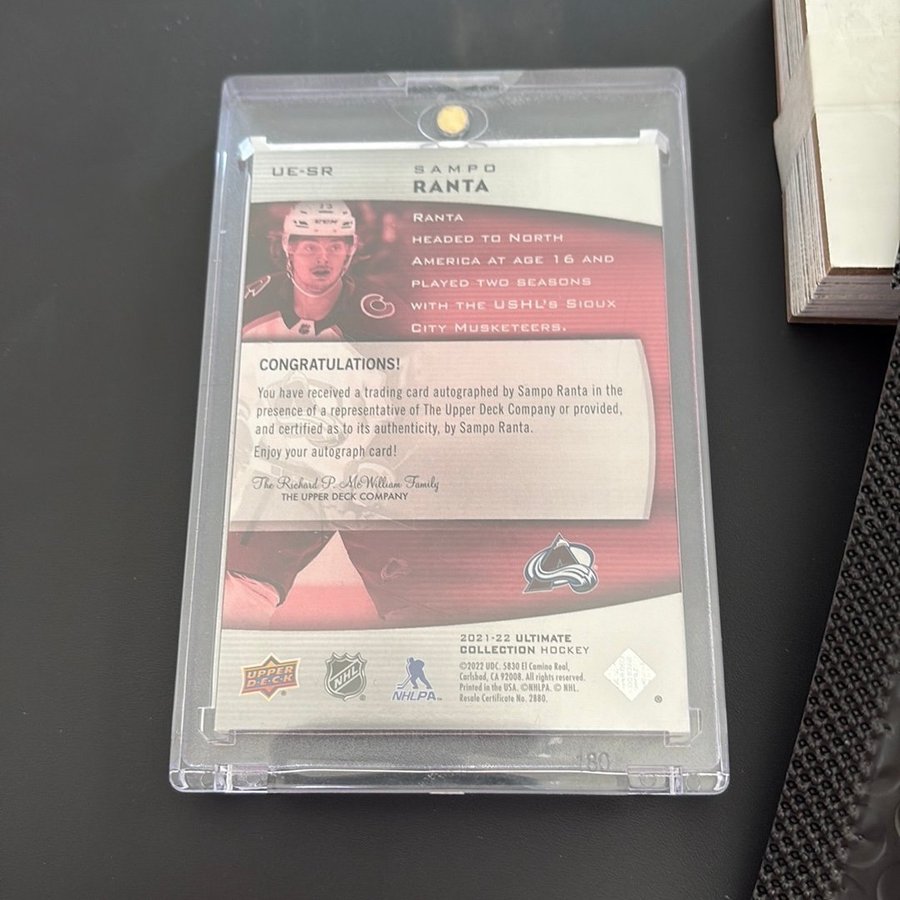 UE-SR
SAMPO
RANTA
RANTA
HEADED TO NORTH
AMERICA AT AGE 16 AND
PLAYED TWO SEASONS
WITH THE USHL'S SIOUX
CITY MUSKETEERS.
CONGRATULATIONS!
You have received a trading card autographed by Sampo Ranta in the
presence of a representative of The Upper Deck Company or provided,
and certified as to its authenticity, by Sampo Ranta.
Enjoy your autograph card!
The Richard P. McWilliam Family
THE UPPER DECK COMPANY
2021-22 ULTIMATE
COLLECTION HOCKEY
UPPER
DECK
NHL
NHLPA
©2022 UDC. 5830 El Camino Real,
Carlsbad, CA 92008. All rights reserved.
Printed in the USA. ©NHLPA. © NHL.
Resale Certificate No. 2880.
180